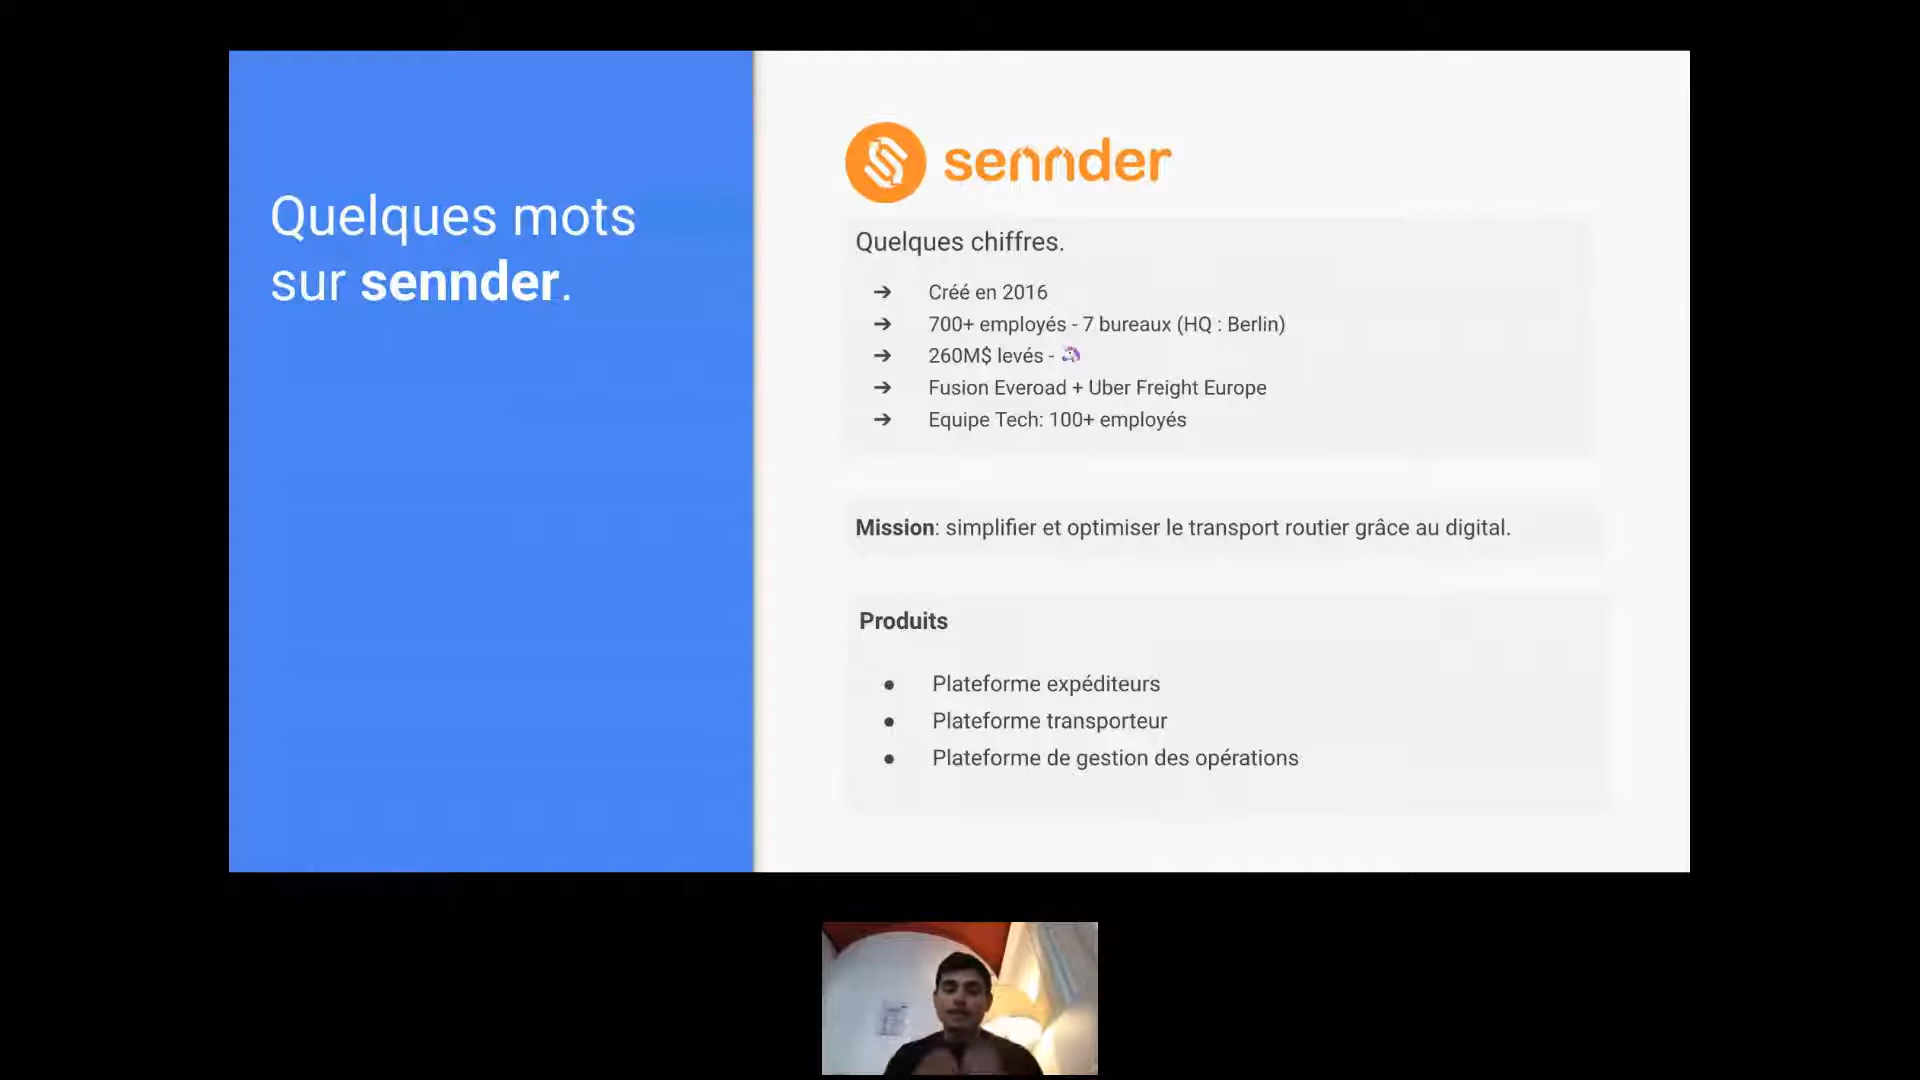 Quelques mots
sur sennder.
sennder
Quelques chiffres.
➔ Créé en 2016
➔ 700+ employés - 7 bureaux (HQ : Berlin)
➔ 260M$ levés - 🦄
➔ Fusion Everoad + Uber Freight Europe
➔ Equipe Tech: 100+ employés
Mission: simplifier et optimiser le transport routier grâce au digital.
Produits
● Plateforme expéditeurs
● Plateforme transporteur
● Plateforme de gestion des opérations